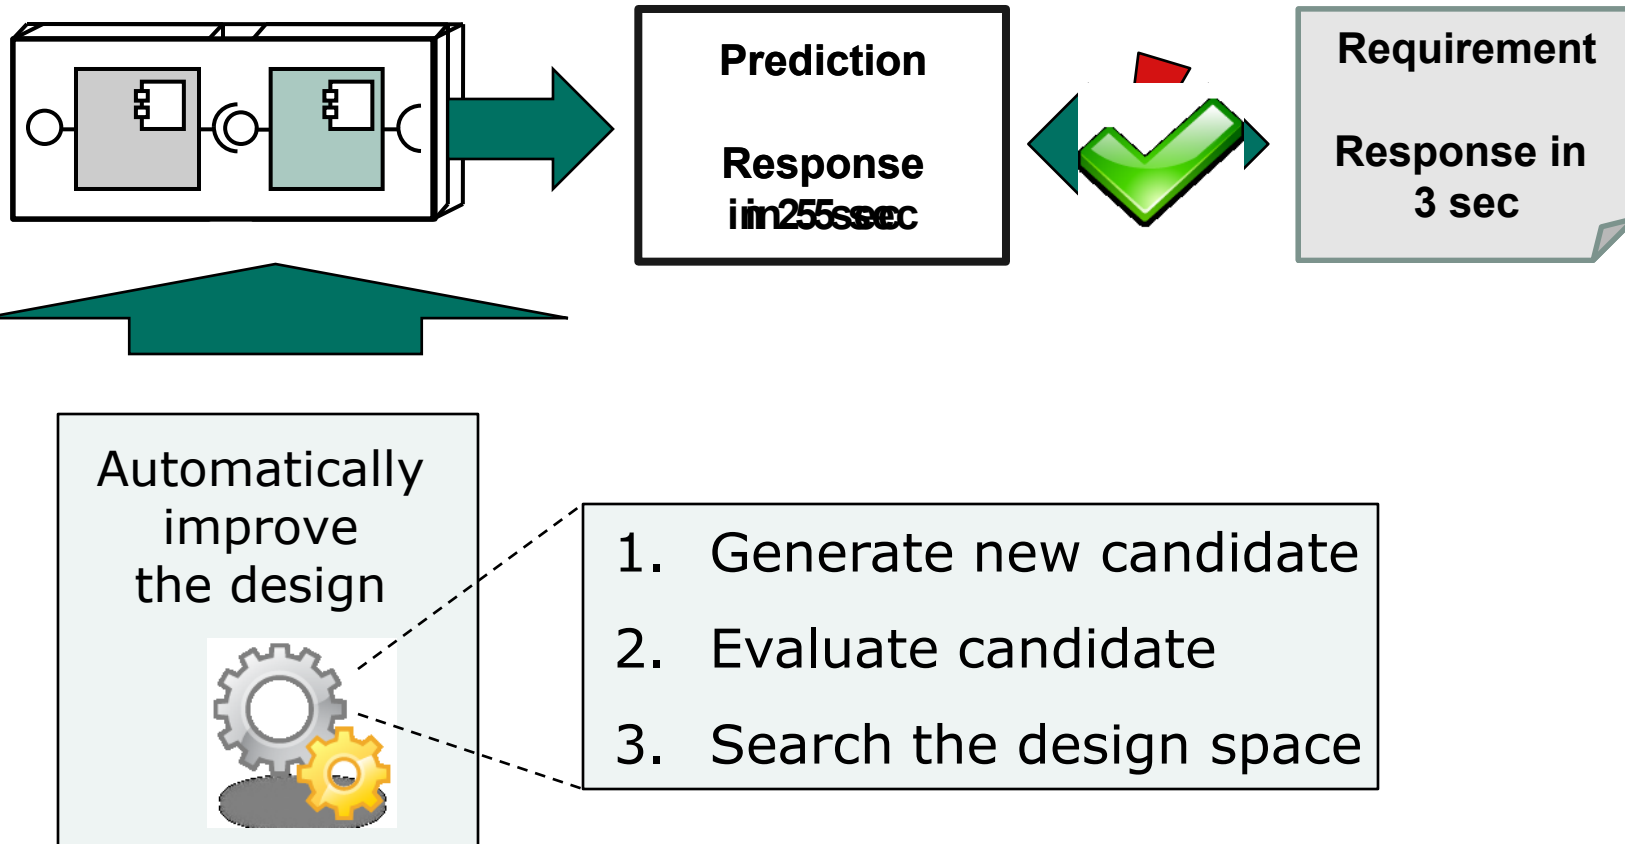 Prediction
Response
Requirement
Response in
3 sec
Automatically
improve
the design
1. Generate new candidate
2. Evaluate candidate
3. Search the design space